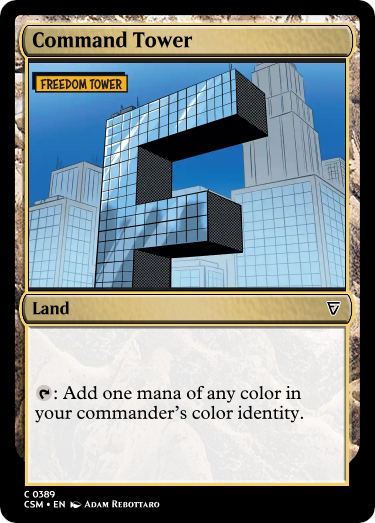 Command Tower
FREEDOM TOWER
Land
: Add one mana of any color in
your commander's color identity.
C 0389
CSM • EN Adam Rebottaro